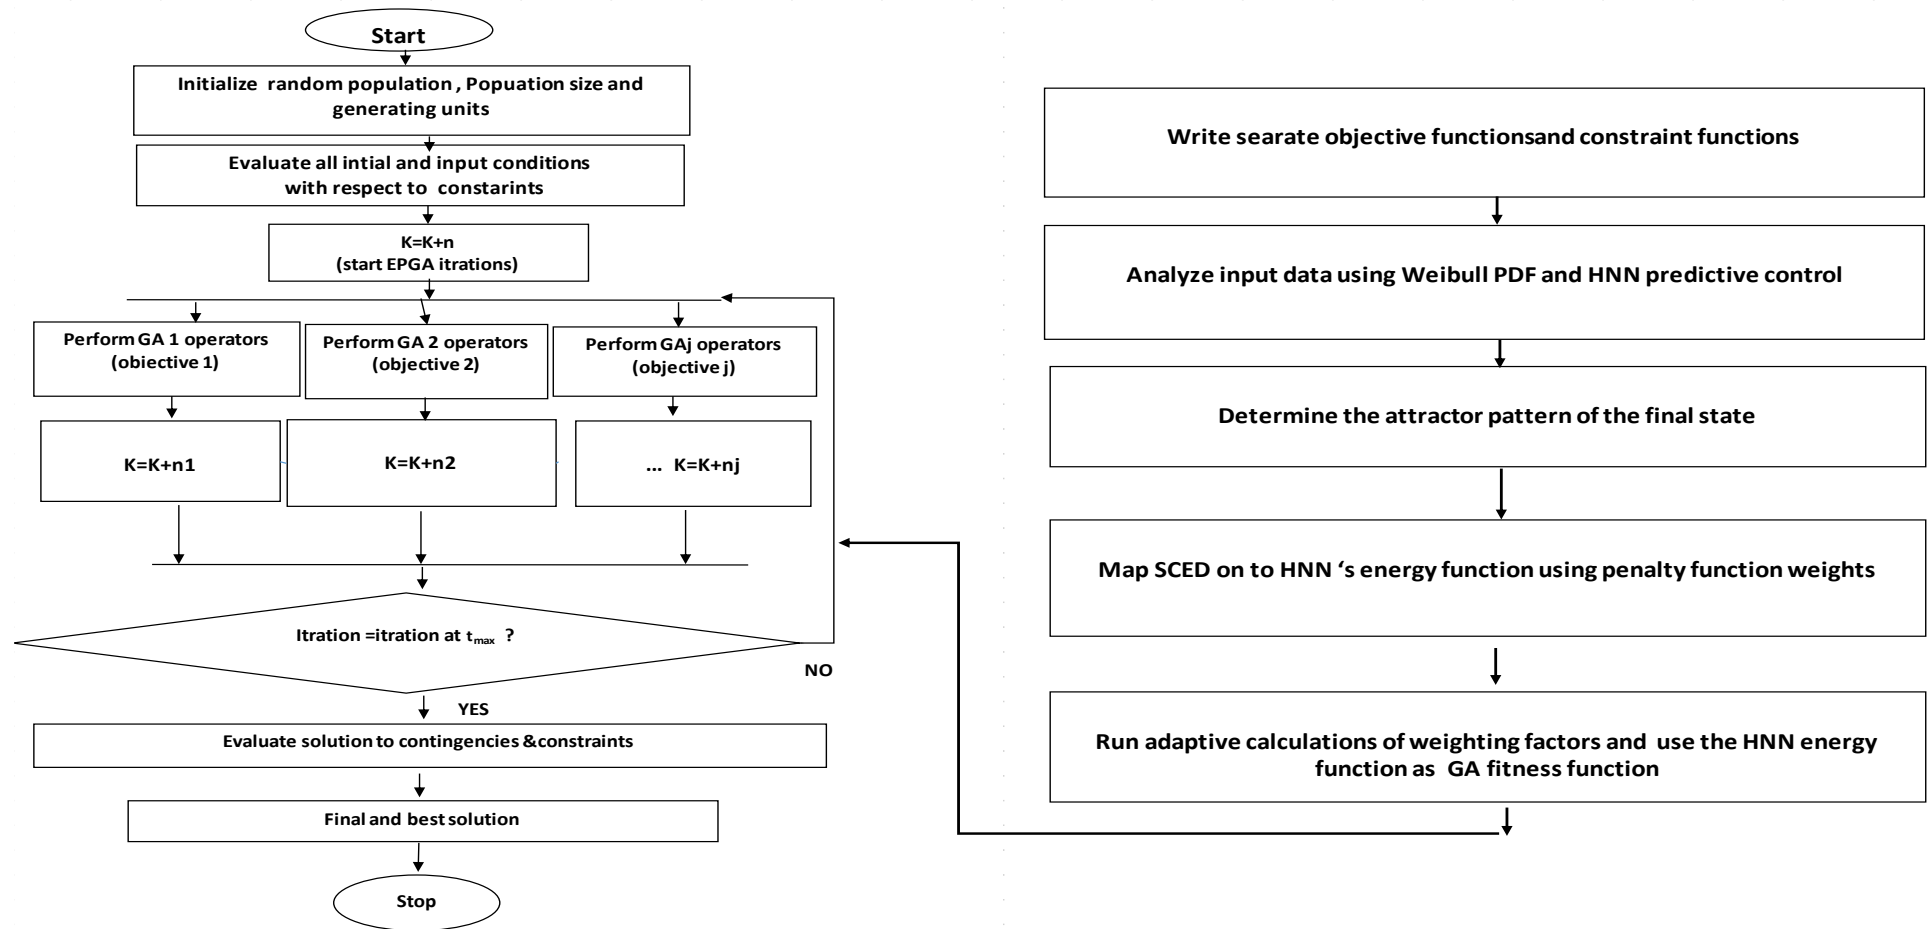 Start
Initialize random population , Popuation size and
generating units
Evaluate all intial and input conditions
with respect to constarints
K=K+n
(start EPGA itrations)
Perform GA 1 operators
(obiective 1)
Perform GA 2 operators
(objective 2)
Perform GAj operators
(objective j)
K=K+n1
K=K+n2
... K=K+nj
Itration =itration at tmax ?
NO
YES
Evaluate solution to contingencies &constraints
Final and best solution
Stop
Write searate objective functionsand constraint functions
Analyze input data using Weibull PDF and HNN predictive control
Determine the attractor pattern of the final state
Map SCED on to HNN ‘s energy function using penalty function weights
Run adaptive calculations of weighting factors and use the HNN energy
function as GA fitness function